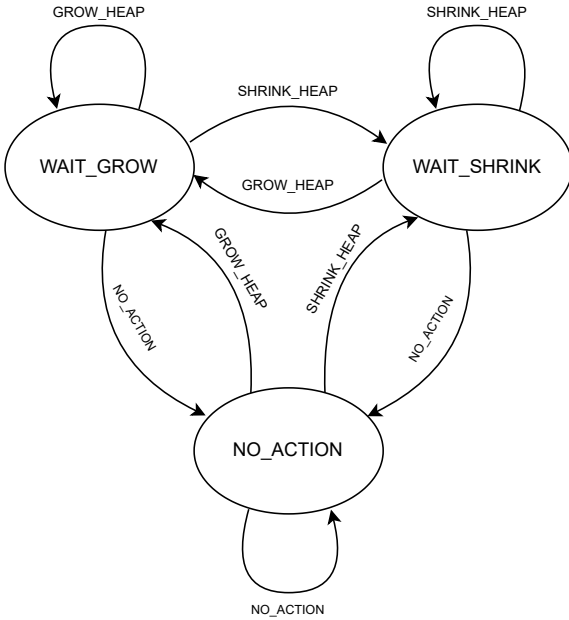 GROW_HEAP
SHRINK_HEAP
SHRINK_HEAP
WAIT_GROW
WAIT_SHRINK
GROW_HEAP
GROW_HEAP
SHRINK_HEAP
NO_ACTION
NO_ACTION
NO_ACTION
NO_ACTION